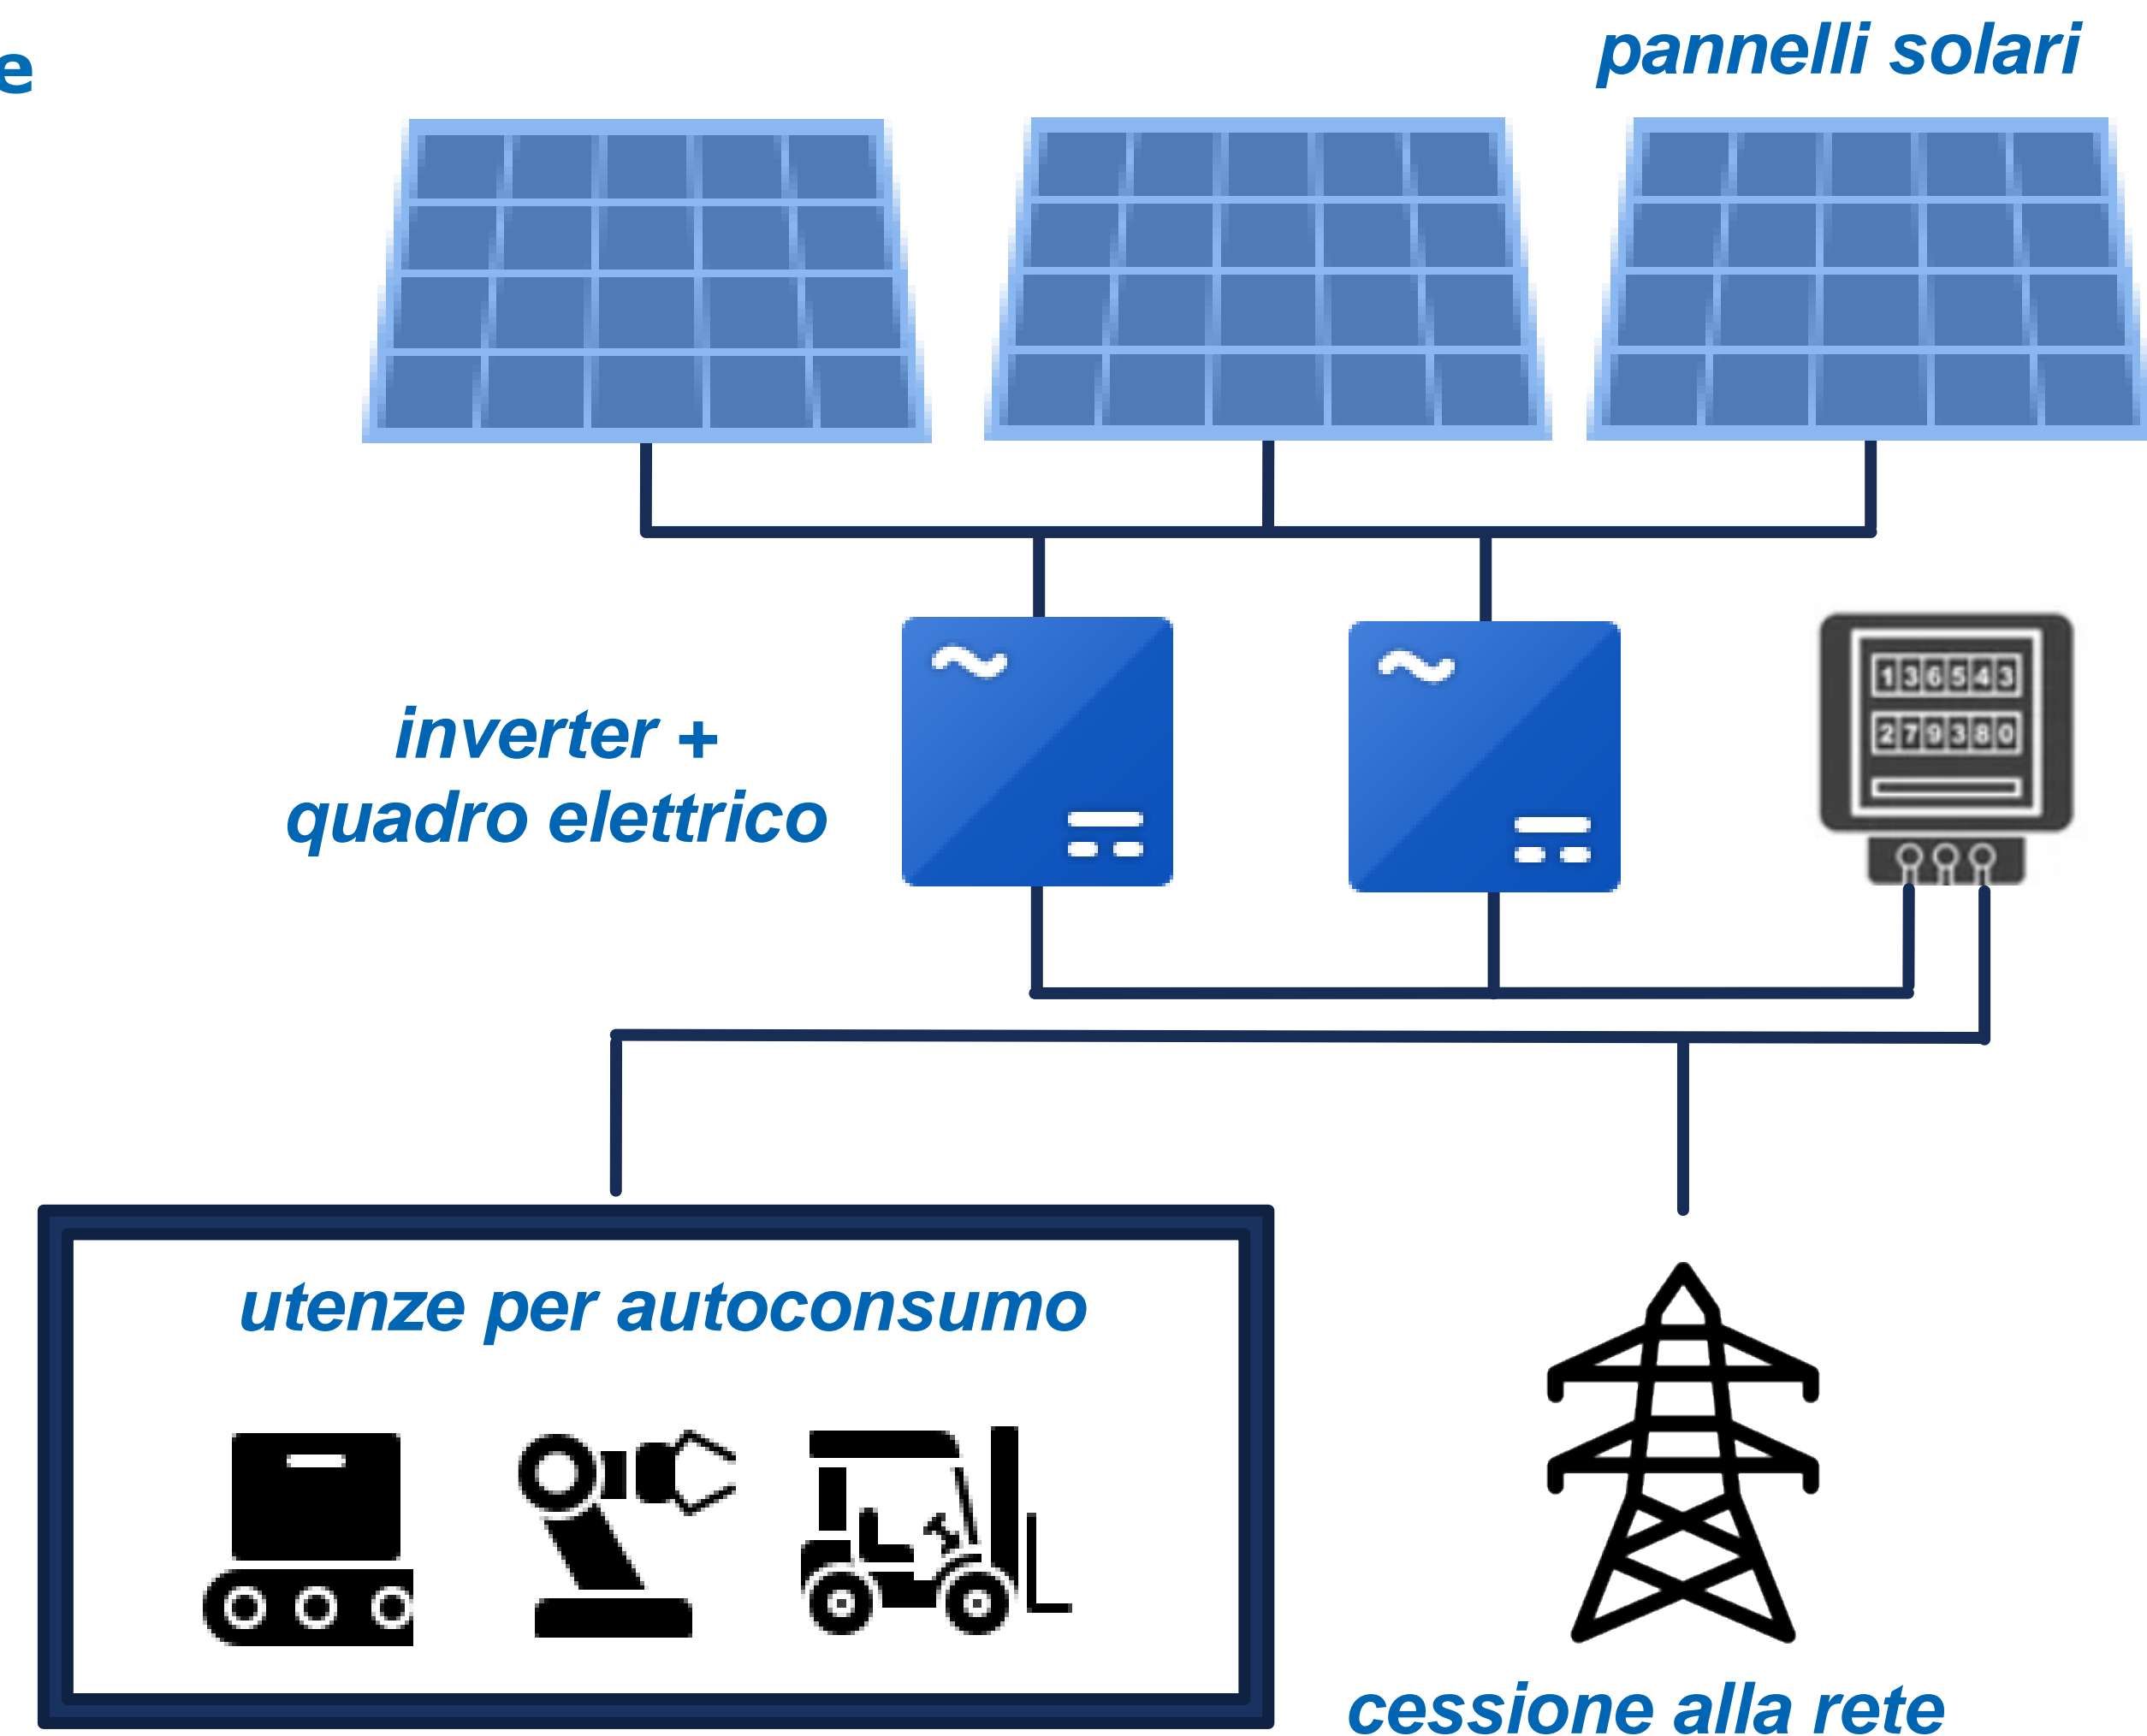 e
pannelli solari
136543
279380
inverter +
quadro elettrico
utenze per autoconsumo
cessione alla rete